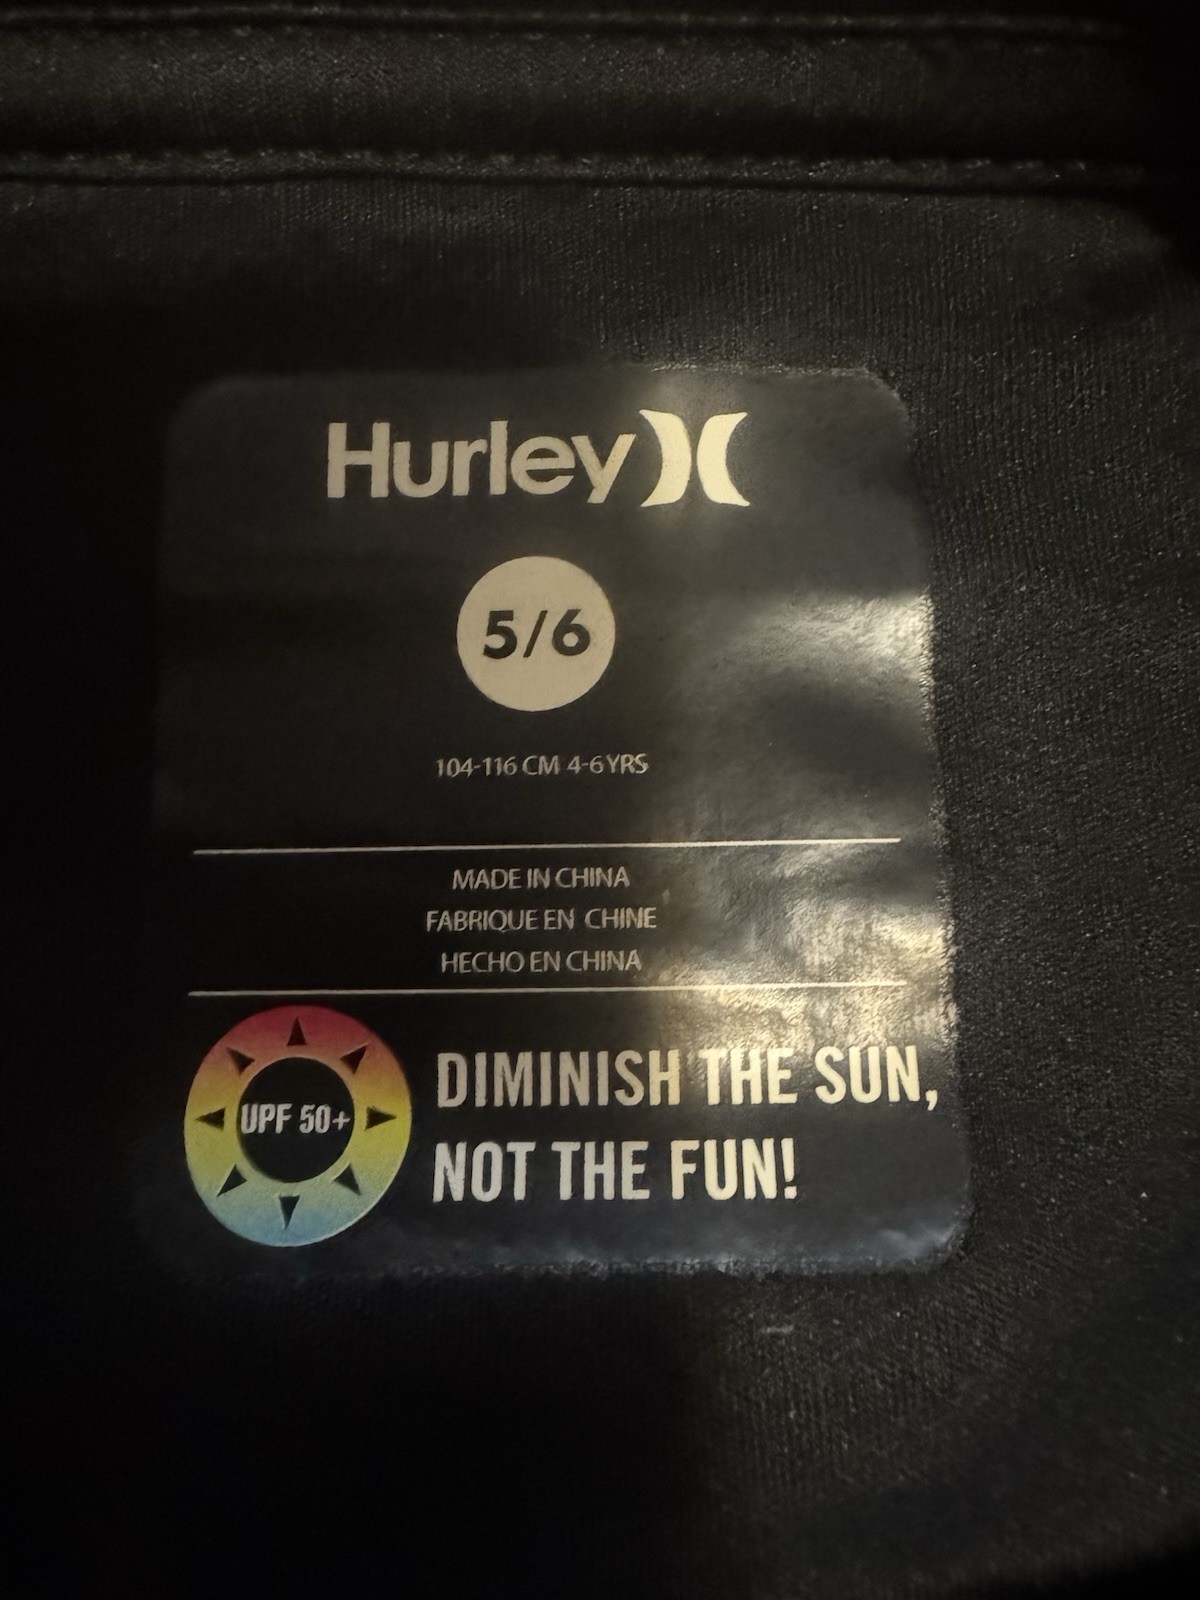 Hurley
5/6
104-116 CM 4-6YRS
MADE IN CHINA
FABRIQUE EN CHINE
HECHO EN CHINA
UPF 50+
DIMINISH THE SUN,
NOT THE FUN!